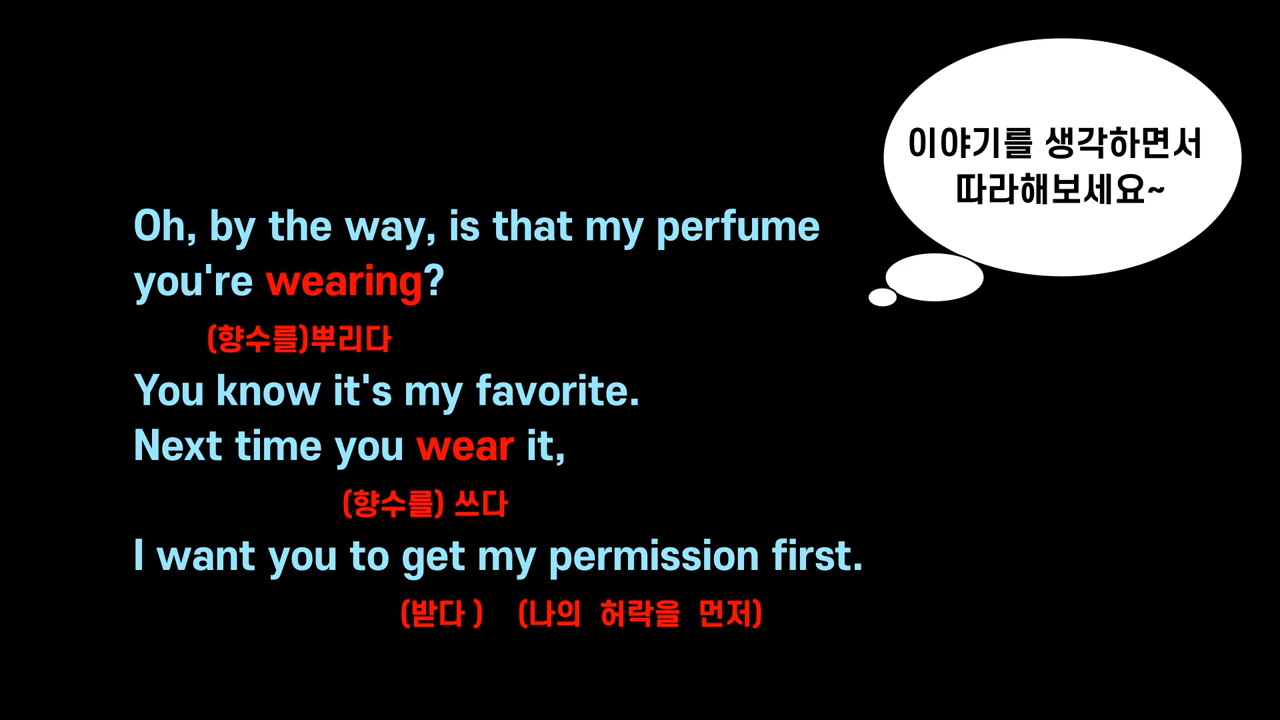 이야기를 생각하면서
따라해보세요~
Oh, by the way, is that my perfume
you're wearing?
(향수를)뿌리다
You know it's my favorite.
Next time you wear it,
(향수를) 쓰다
I want you to get my permission first.
(받다 ) (나의 허락을 먼저)